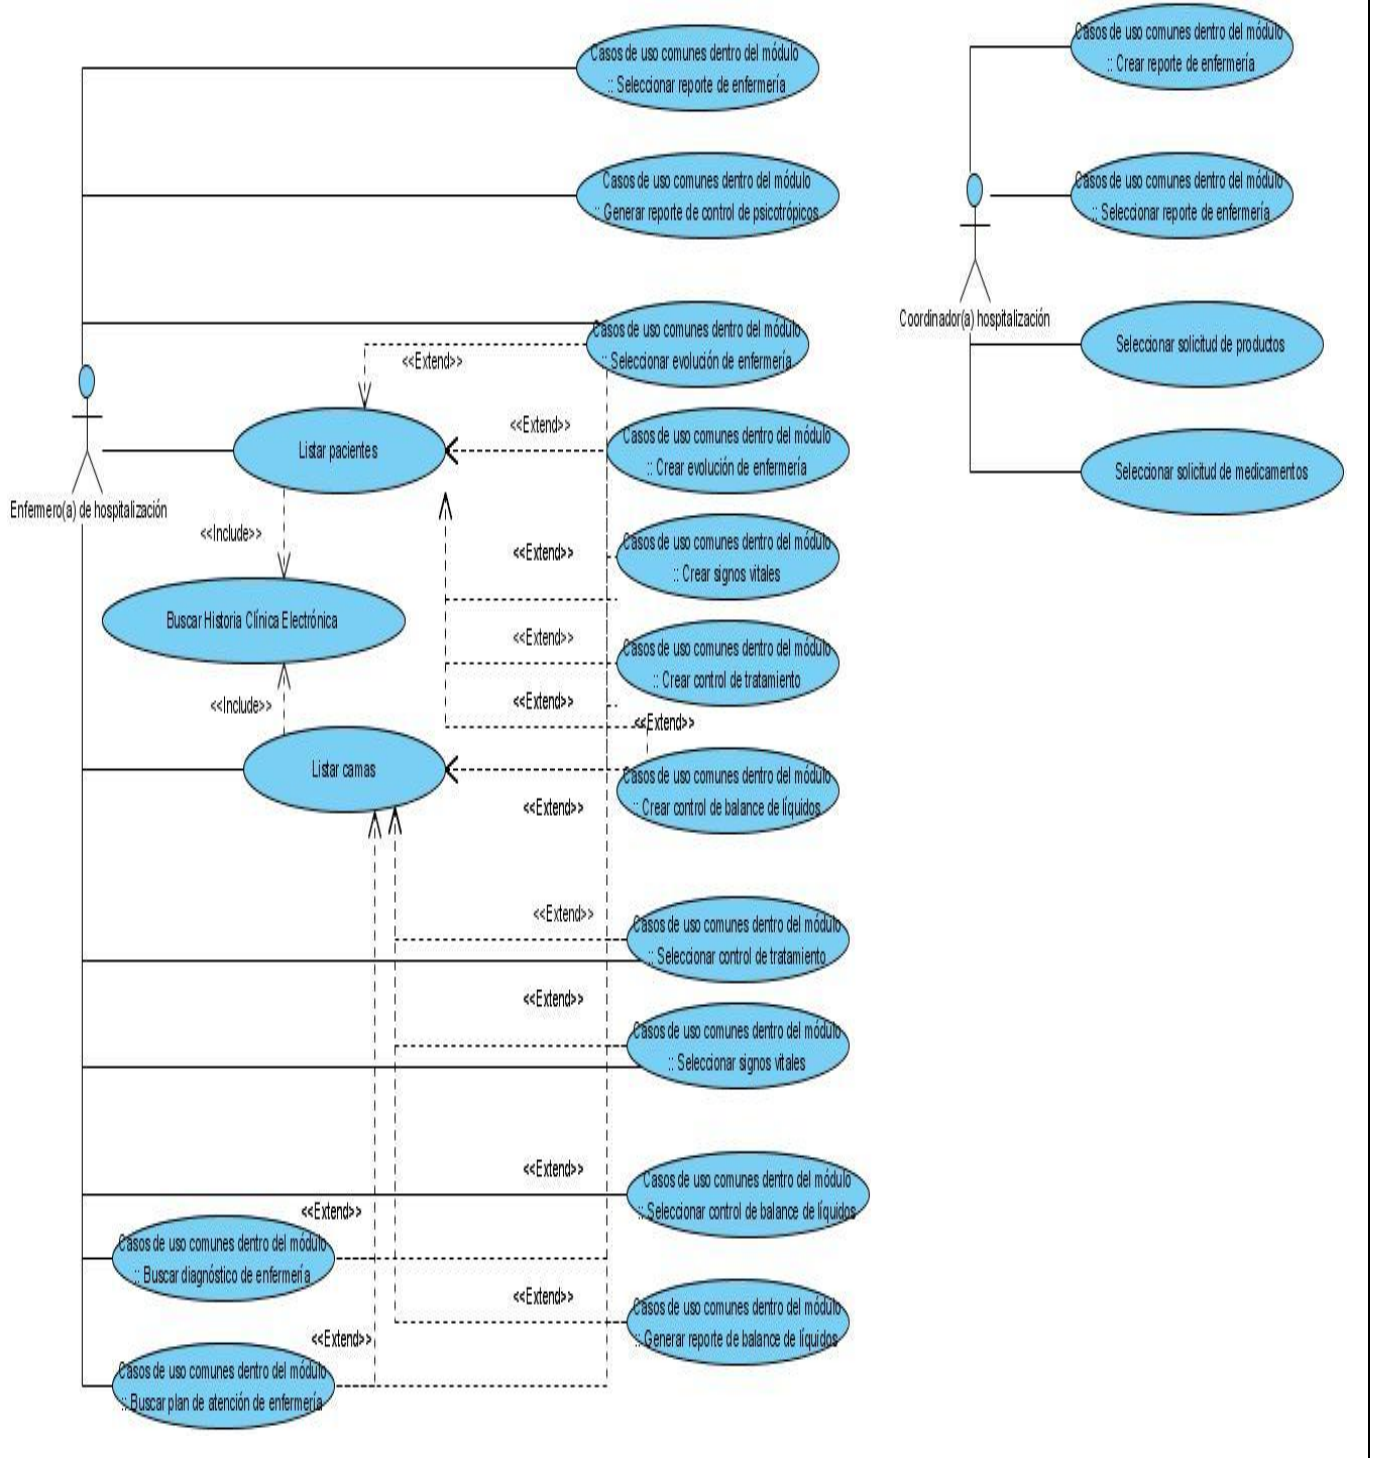 Casos de uso comunes dentro del módulo
:: Seleccionar reporte de enfermería
Casos de uso comunes dentro del módulo
:: Generar reporte de control de psicotrópicos
Casos de uso comunes dentro del módulo
:: Seleccionar evolución de enfermería
<<Extend>>
Listar pacientes
<<Extend>>
Casos de uso comunes dentro del módulo
:: Crear evolución de enfermería
Enfermero(a) de hospitalización
<<Include>>
<<Extend>>
Casos de uso comunes dentro del módulo
:: Crear signos vitales
Buscar Historia Clínica Electrónica
<<Extend>>
Casos de uso comunes dentro del módulo
:: Crear control de tratamiento
<<Include>>
<<Extend>>
<<Extend>>
Listar camas
Casos de uso comunes dentro del módulo
:: Crear control de balance de líquidos
<<Extend>>
<<Extend>>
Casos de uso comunes dentro del módulo
:: Seleccionar control de tratamiento
<<Extend>>
Casos de uso comunes dentro del módulo
:: Seleccionar signos vitales
<<Extend>>
Casos de uso comunes dentro del módulo
:: Seleccionar control de balance de líquidos
<<Extend>>
Casos de uso comunes dentro del módulo
:: Buscar diagnóstico de enfermería
<<Extend>>
Casos de uso comunes dentro del módulo
:: Generar reporte de balance de líquidos
<<Extend>>
Casos de uso comunes dentro del módulo
:: Buscar plan de atención de enfermería
Casos de uso comunes dentro del módulo
:: Crear reporte de enfermería
Casos de uso comunes dentro del módulo
:: Seleccionar reporte de enfermería
Coordinador(a) hospitalización
Seleccionar solicitud de productos
Seleccionar solicitud de medicamentos